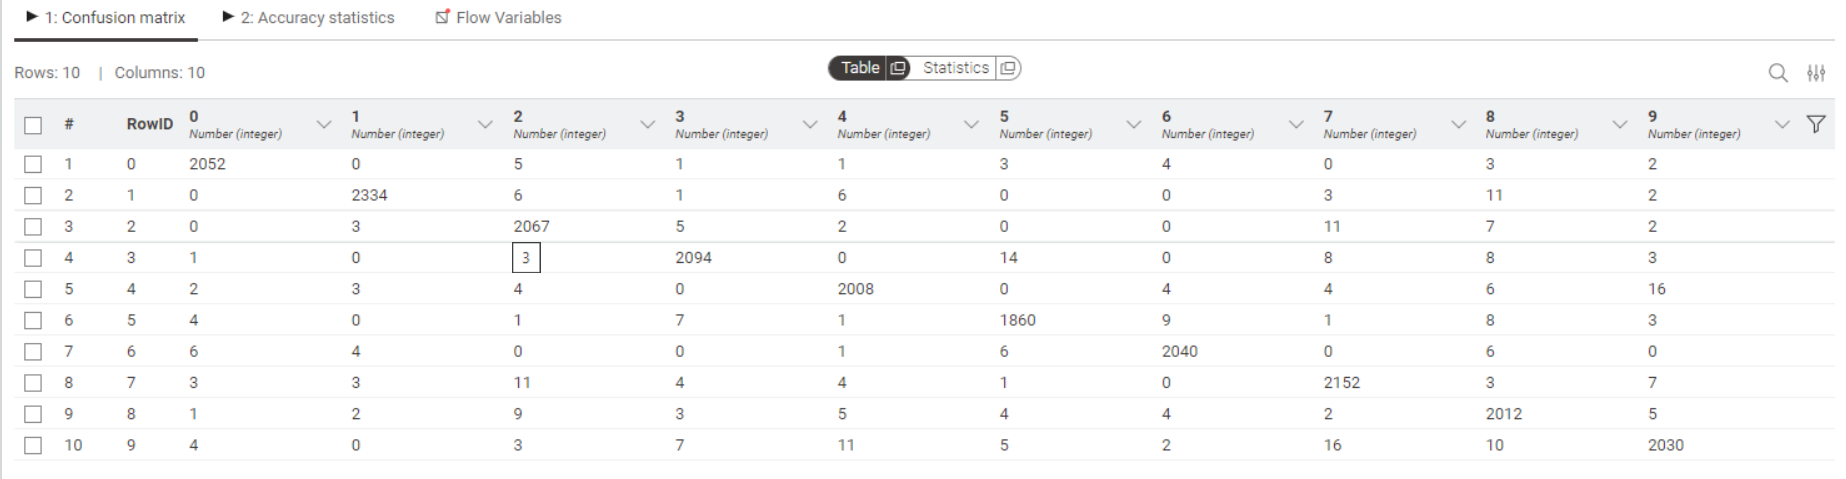 1: Confusion matrix 2: Accuracy statistics Flow Variables
Rows: 10 | Columns: 10 Table Statistics
# RowID 0 1 2 3 4 5 6 7 8 9
Number (integer) Number (integer) Number (integer) Number (integer) Number (integer) Number (integer) Number (integer) Number (integer) Number (integer) Number (integer)
1 0 2052 0 5 1 1 3 4 0 3 2
2 1 0 2334 6 1 6 0 0 3 11 2
3 2 0 3 2067 5 2 0 0 11 7 2
4 3 1 0 3 2094 0 14 0 8 8 3
5 4 2 3 4 0 2008 0 4 4 6 16
6 5 4 0 1 7 1 1860 9 1 8 3
7 6 6 4 0 0 1 6 2040 0 6 0
8 7 3 3 11 4 4 1 0 2152 3 7
9 8 1 2 9 3 5 4 4 2 2012 5
10 9 4 0 3 7 11 5 2 16 10 2030